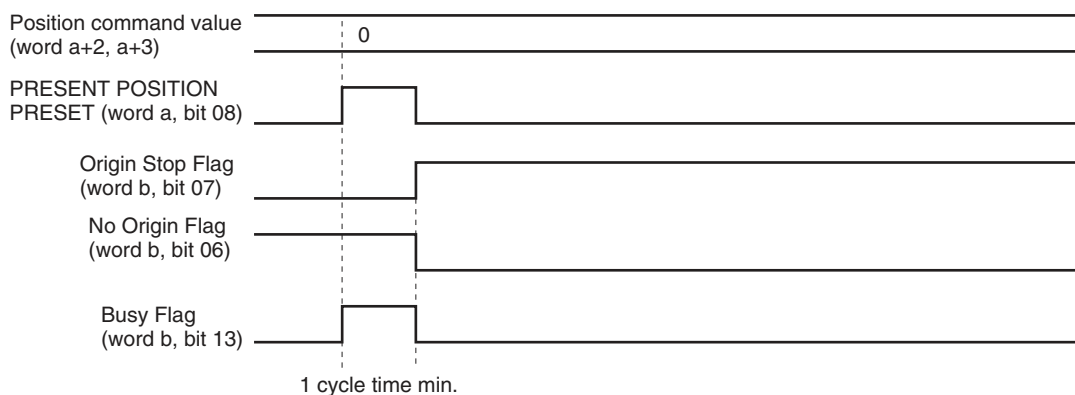 Position command value
(word a+2, a+3)
0
PRESENT POSITION
PRESET (word a, bit 08)
Origin Stop Flag
(word b, bit 07)
No Origin Flag
(word b, bit 06)
Busy Flag
(word b, bit 13)
1 cycle time min.